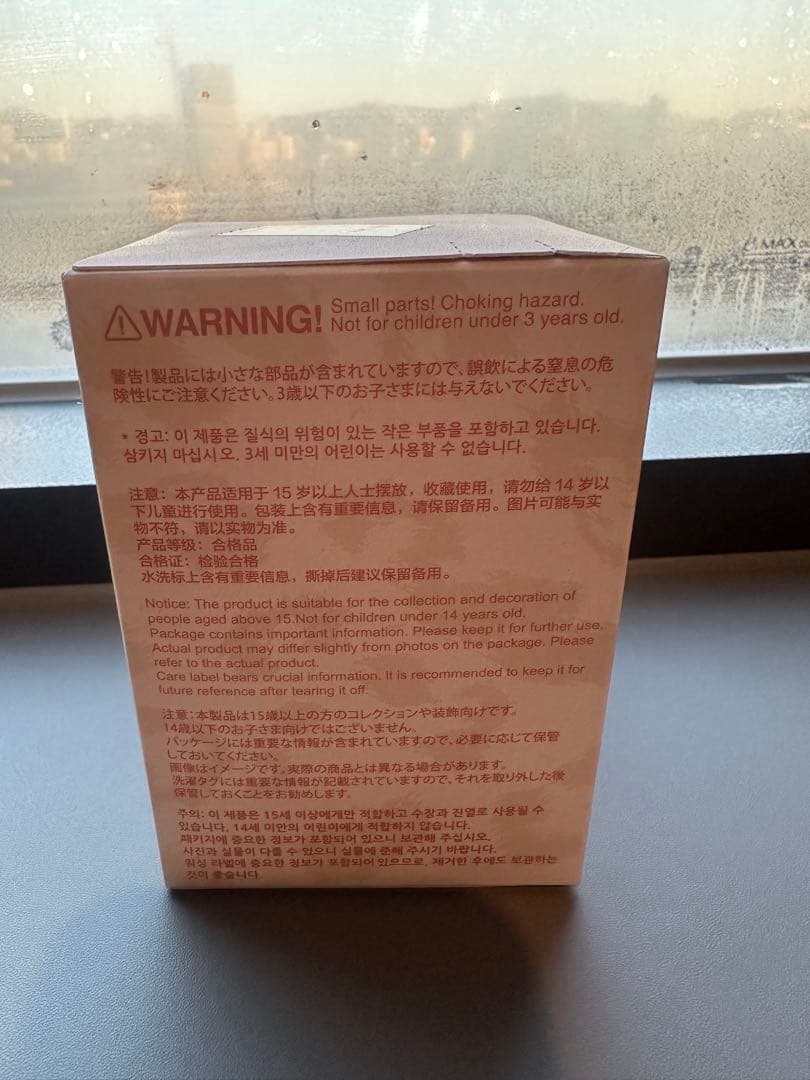 WARNING!
Small parts! Choking hazard.
Not for children under 3 years old.
警告!製品には小さな部品が含まれていますので、誤飲による窒息の危
険性にご注意ください。3歳以下のお子さまには与えないでください。
* 경고: 이 제품은 질식의 위험이 있는 작은 부품을 포함하고 있습니다.
삼키지 마십시오. 3세 미만의 어린이는 사용할 수 없습니다.
注意：本产品适用于 15 岁以上人士摆放，收藏使用，请勿给 14 岁以
下儿童进行使用。包装上含有重要信息，请保留备用。图片可能与实
物不符，请以实物为准。
产品等级：合格品
合格证：检验合格
水洗标上含有重要信息，撕掉后建议保留备用。
Notice: The product is suitable for the collection and decoration of
people aged above 15.Not for children under 14 years old.
Package contains important information. Please keep it for further use.
Actual product may differ slightly from photos on the package. Please
refer to the actual product.
Care label bears crucial information. It is recommended to keep it for
future reference after tearing it off.
注意：本製品は15歳以上の方のコレクションや装飾向けです。
14歳以下のお子さま向けではございません。
パッケージには重要な情報が含まれていますので、必要に応じて保管
しておいてください。
画像はイメージです。実際の商品とは異なる場合があります。
洗濯タグには重要な情報が記載されていますので、それを取り外した後
保管しておくことをお勧めします。
주의: 이 제품은 15세 이상에게만 적합하고 수장과 진열로 사용될 수
있습니다. 14세 미만의 어린이에게 적합하지 않습니다.
패키지에 중요한 정보가 포함되어 있으니 보관해 주십시오.
사진과 실물이 다를 수 있으니 실물에 준해 주시기 바랍니다.
워싱 라벨에 중요한 정보가 포함되어 있으므로, 제거한 후에도 보관하는
것이 좋습니다.